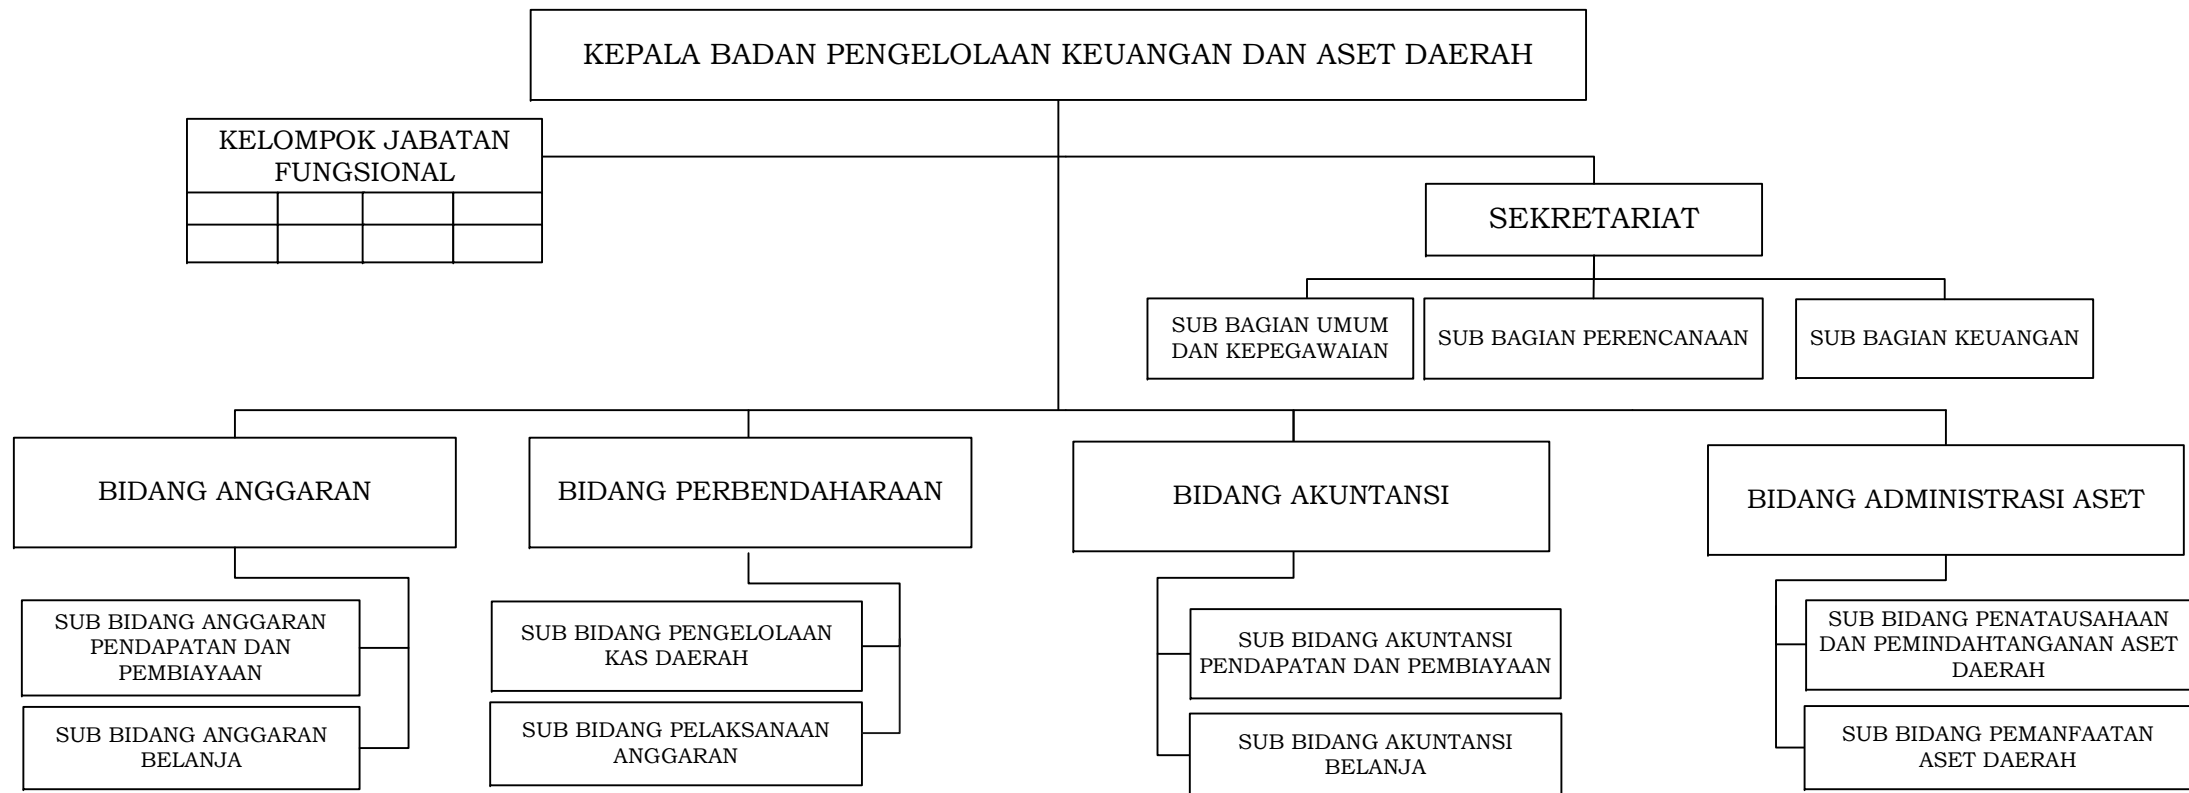 KEPALA BADAN PENGELOLAAN KEUANGAN DAN ASET DAERAH
KELOMPOK JABATAN
FUNGSIONAL
SEKRETARIAT
SUB BAGIAN UMUM
DAN KEPEGAWAIAN
SUB BAGIAN PERENCANAAN
SUB BAGIAN KEUANGAN
BIDANG ANGGARAN
BIDANG PERBENDAHARAAN
BIDANG AKUNTANSI
BIDANG ADMINISTRASI ASET
SUB BIDANG ANGGARAN
PENDAPATAN DAN
PEMBIAYAAN
SUB BIDANG PENGELOLAAN
KAS DAERAH
SUB BIDANG AKUNTANSI
PENDAPATAN DAN PEMBIAYAAN
SUB BIDANG PENATAUSAHAAN
DAN PEMINDAHTANGANAN ASET
DAERAH
SUB BIDANG ANGGARAN
BELANJA
SUB BIDANG PELAKSANAAN
ANGGARAN
SUB BIDANG AKUNTANSI
BELANJA
SUB BIDANG PEMANFAATAN
ASET DAERAH